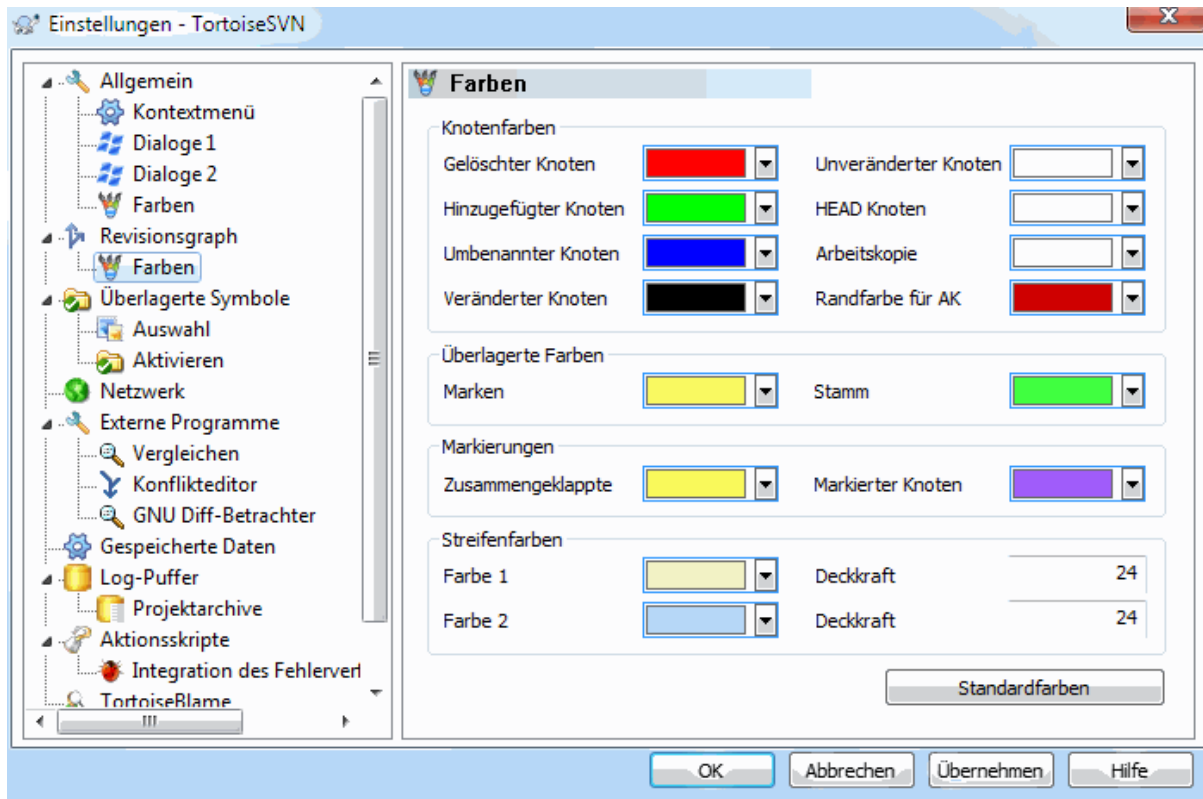 Einstellungen - TortoiseSVN
Allgemein
Kontextmenü
Dialoge 1
Dialoge 2
Farben
Revisionsgraph
Farben
Überlagerte Symbole
Auswahl
Aktivieren
Netzwerk
Externe Programme
Vergleichen
Konflikteditor
GNU Diff-Betrachter
Gespeicherte Daten
Log-Puffer
Projektarchive
Aktionsskripte
Integration des Fehlerverf
TortoiseBlame
Farben
Knotenfarben
Gelöschter Knoten
Unveränderter Knoten
Hinzugefügter Knoten
HEAD Knoten
Umbenannter Knoten
Arbeitskopie
Veränderter Knoten
Randfarbe für AK
Überlagerte Farben
Marken
Stamm
Markierungen
Zusammengeklappte
Markierter Knoten
Streifenfarben
Farbe 1
Deckkraft
24
Farbe 2
Deckkraft
24
Standardfarben
OK
Abbrechen
Übernehmen
Hilfe